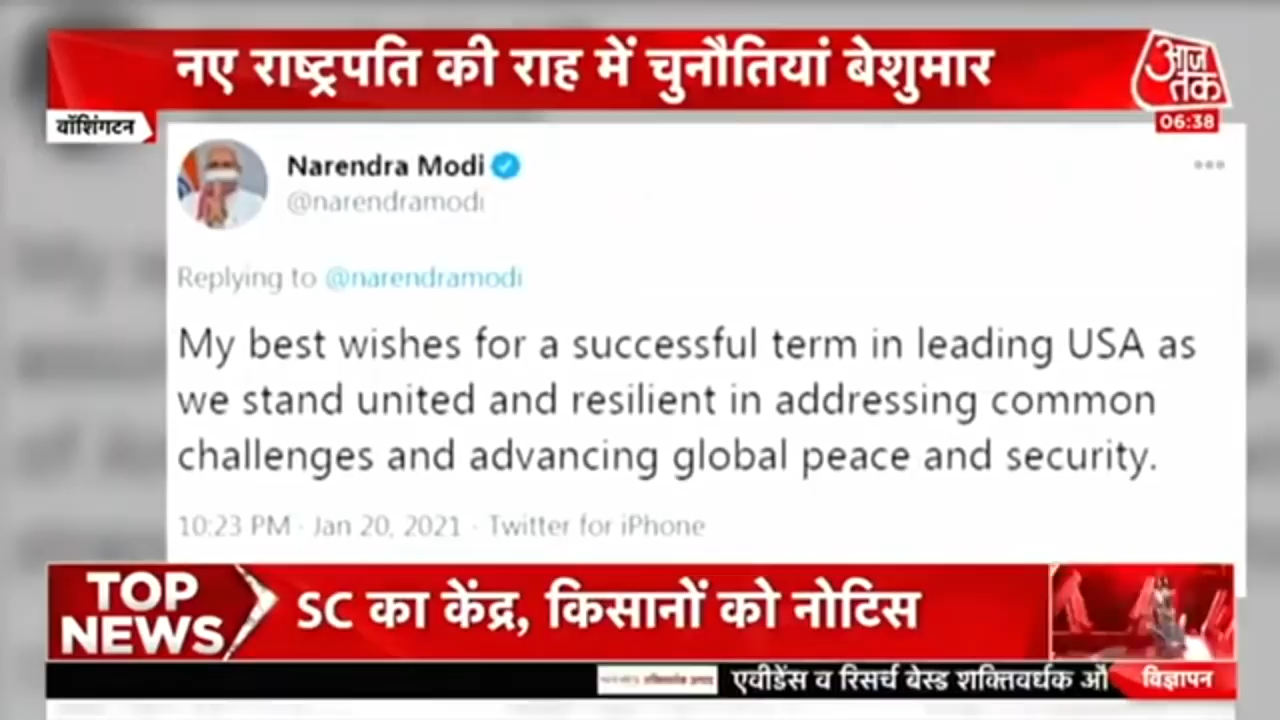 नए राष्ट्रपति की राह में चुनौतियां बेशुमार
आज तक
06:38
वॉशिंगटन
Narendra Modi
@narendramodi
Replying to @narendramodi
My best wishes for a successful term in leading USA as
we stand united and resilient in addressing common
challenges and advancing global peace and security.
10:23 PM · Jan 20, 2021 · Twitter for iPhone
TOP
NEWS
SC का केंद्र, किसानों को नोटिस
एवीडेंस व रिसर्च बेस्ड शक्तिवर्धक औ
विज्ञापन